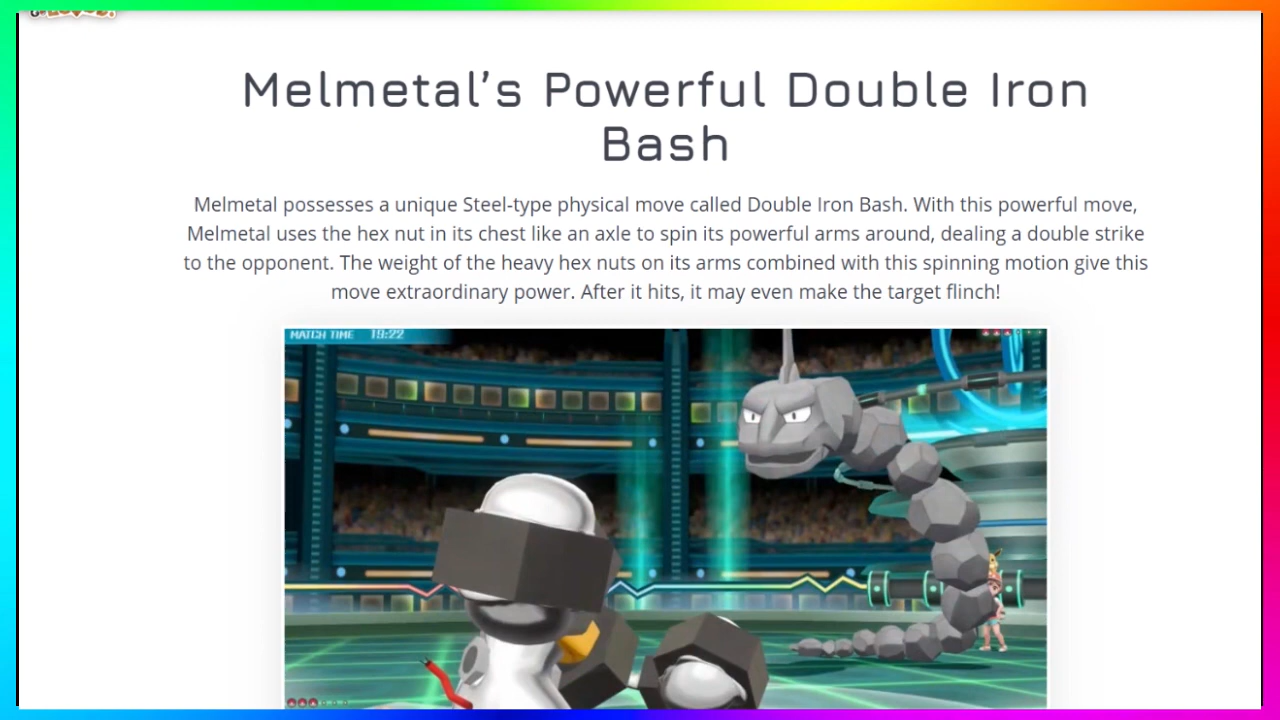 Melmetal’s Powerful Double Iron
Bash
Melmetal possesses a unique Steel-type physical move called Double Iron Bash. With this powerful move,
Melmetal uses the hex nut in its chest like an axle to spin its powerful arms around, dealing a double strike
to the opponent. The weight of the heavy hex nuts on its arms combined with this spinning motion give this
move extraordinary power. After it hits, it may even make the target flinch!
MATCH TIME 19:22